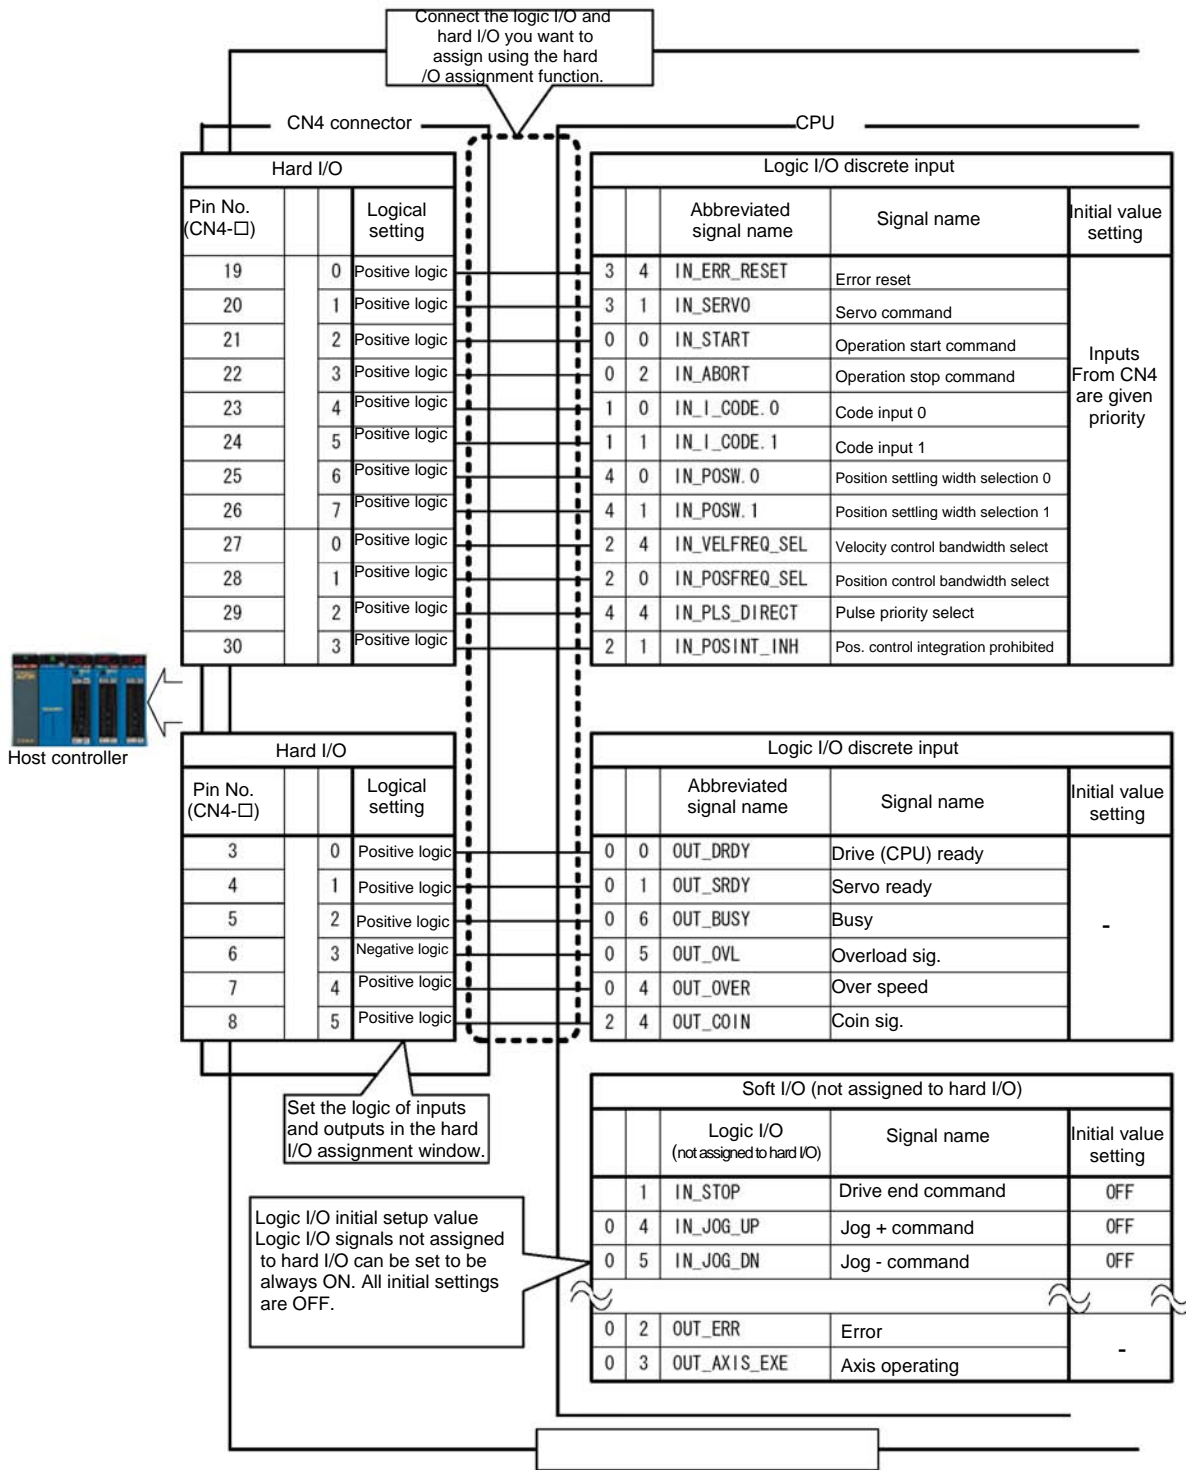 Connect the logic I/O and
hard I/O you want to
assign using the hard
/O assignment function.
CN4 connector
CPU
Hard I/O
Pin No.
(CN4-□)
Logical
setting
19 0 Positive logic
20 1 Positive logic
21 2 Positive logic
22 3 Positive logic
23 4 Positive logic
24 5 Positive logic
25 6 Positive logic
26 7 Positive logic
27 0 Positive logic
28 1 Positive logic
29 2 Positive logic
30 3 Positive logic
Logic I/O discrete input
Abbreviated
signal name
Signal name
Initial value
setting
3 4 IN_ERR_RESET Error reset
3 1 IN_SERVO Servo command
0 0 IN_START Operation start command
0 2 IN_ABORT Operation stop command
1 0 IN_I_CODE.0 Code input 0
1 1 IN_I_CODE.1 Code input 1
4 0 IN_POSW.0 Position settling width selection 0
4 1 IN_POSW.1 Position settling width selection 1
2 4 IN_VELFREQ_SEL Velocity control bandwidth select
2 0 IN_POSFREQ_SEL Position control bandwidth select
4 4 IN_PLS_DIRECT Pulse priority select
2 1 IN_POSINT_INH Pos. control integration prohibited
Inputs
From CN4
are given
priority
Host controller
Hard I/O
Pin No.
(CN4-□)
Logical
setting
3 0 Positive logic
4 1 Positive logic
5 2 Positive logic
6 3 Negative logic
7 4 Positive logic
8 5 Positive logic
Logic I/O discrete input
Abbreviated
signal name
Signal name
Initial value
setting
0 0 OUT_DRDY Drive (CPU) ready
0 1 OUT_SRDY Servo ready
0 6 OUT_BUSY Busy
0 5 OUT_OVL Overload sig.
0 4 OUT_OVER Over speed
2 4 OUT_COIN Coin sig.
-
Set the logic of inputs
and outputs in the hard
I/O assignment window.
Logic I/O initial setup value
Logic I/O signals not assigned
to hard I/O can be set to be
always ON. All initial settings
are OFF.
Soft I/O (not assigned to hard I/O)
Logic I/O
(not assigned to hard I/O)
Signal name
Initial value
setting
1 IN_STOP Drive end command OFF
0 4 IN_JOG_UP Jog + command OFF
0 5 IN_JOG_DN Jog - command OFF
0 2 OUT_ERR Error
0 3 OUT_AXIS_EXE Axis operating
-